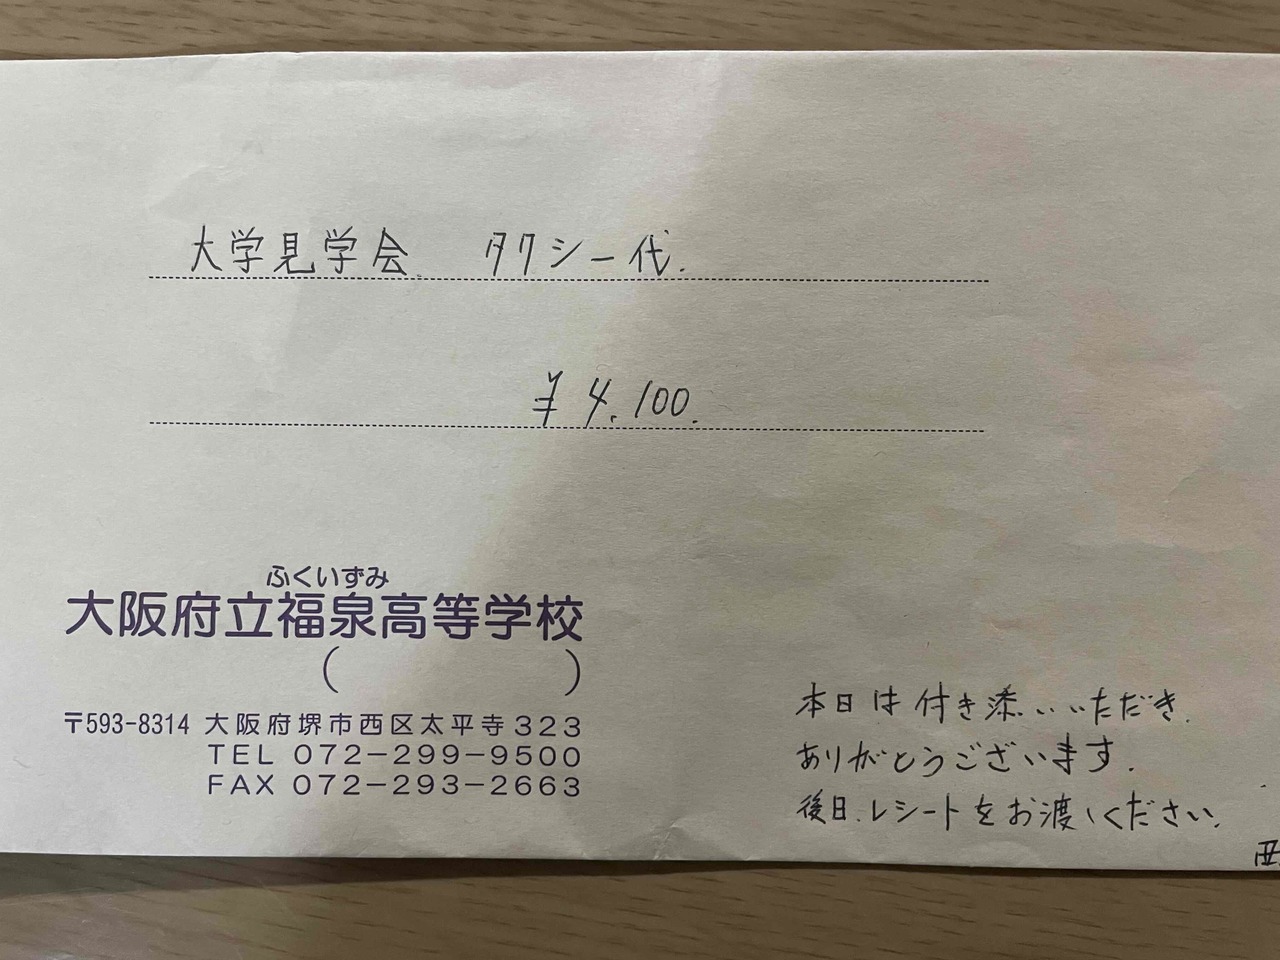 大学見学会　タクシー代.
¥4,100.
ふくいずみ
大阪府立福泉高等学校
(　　　　　)
〒593-8314 大阪府堺市西区太平寺323
TEL 072-299-9500
FAX 072-293-2663
本日は付き添いいただき、
ありがとうございます.
後日、レシートをお渡しください.